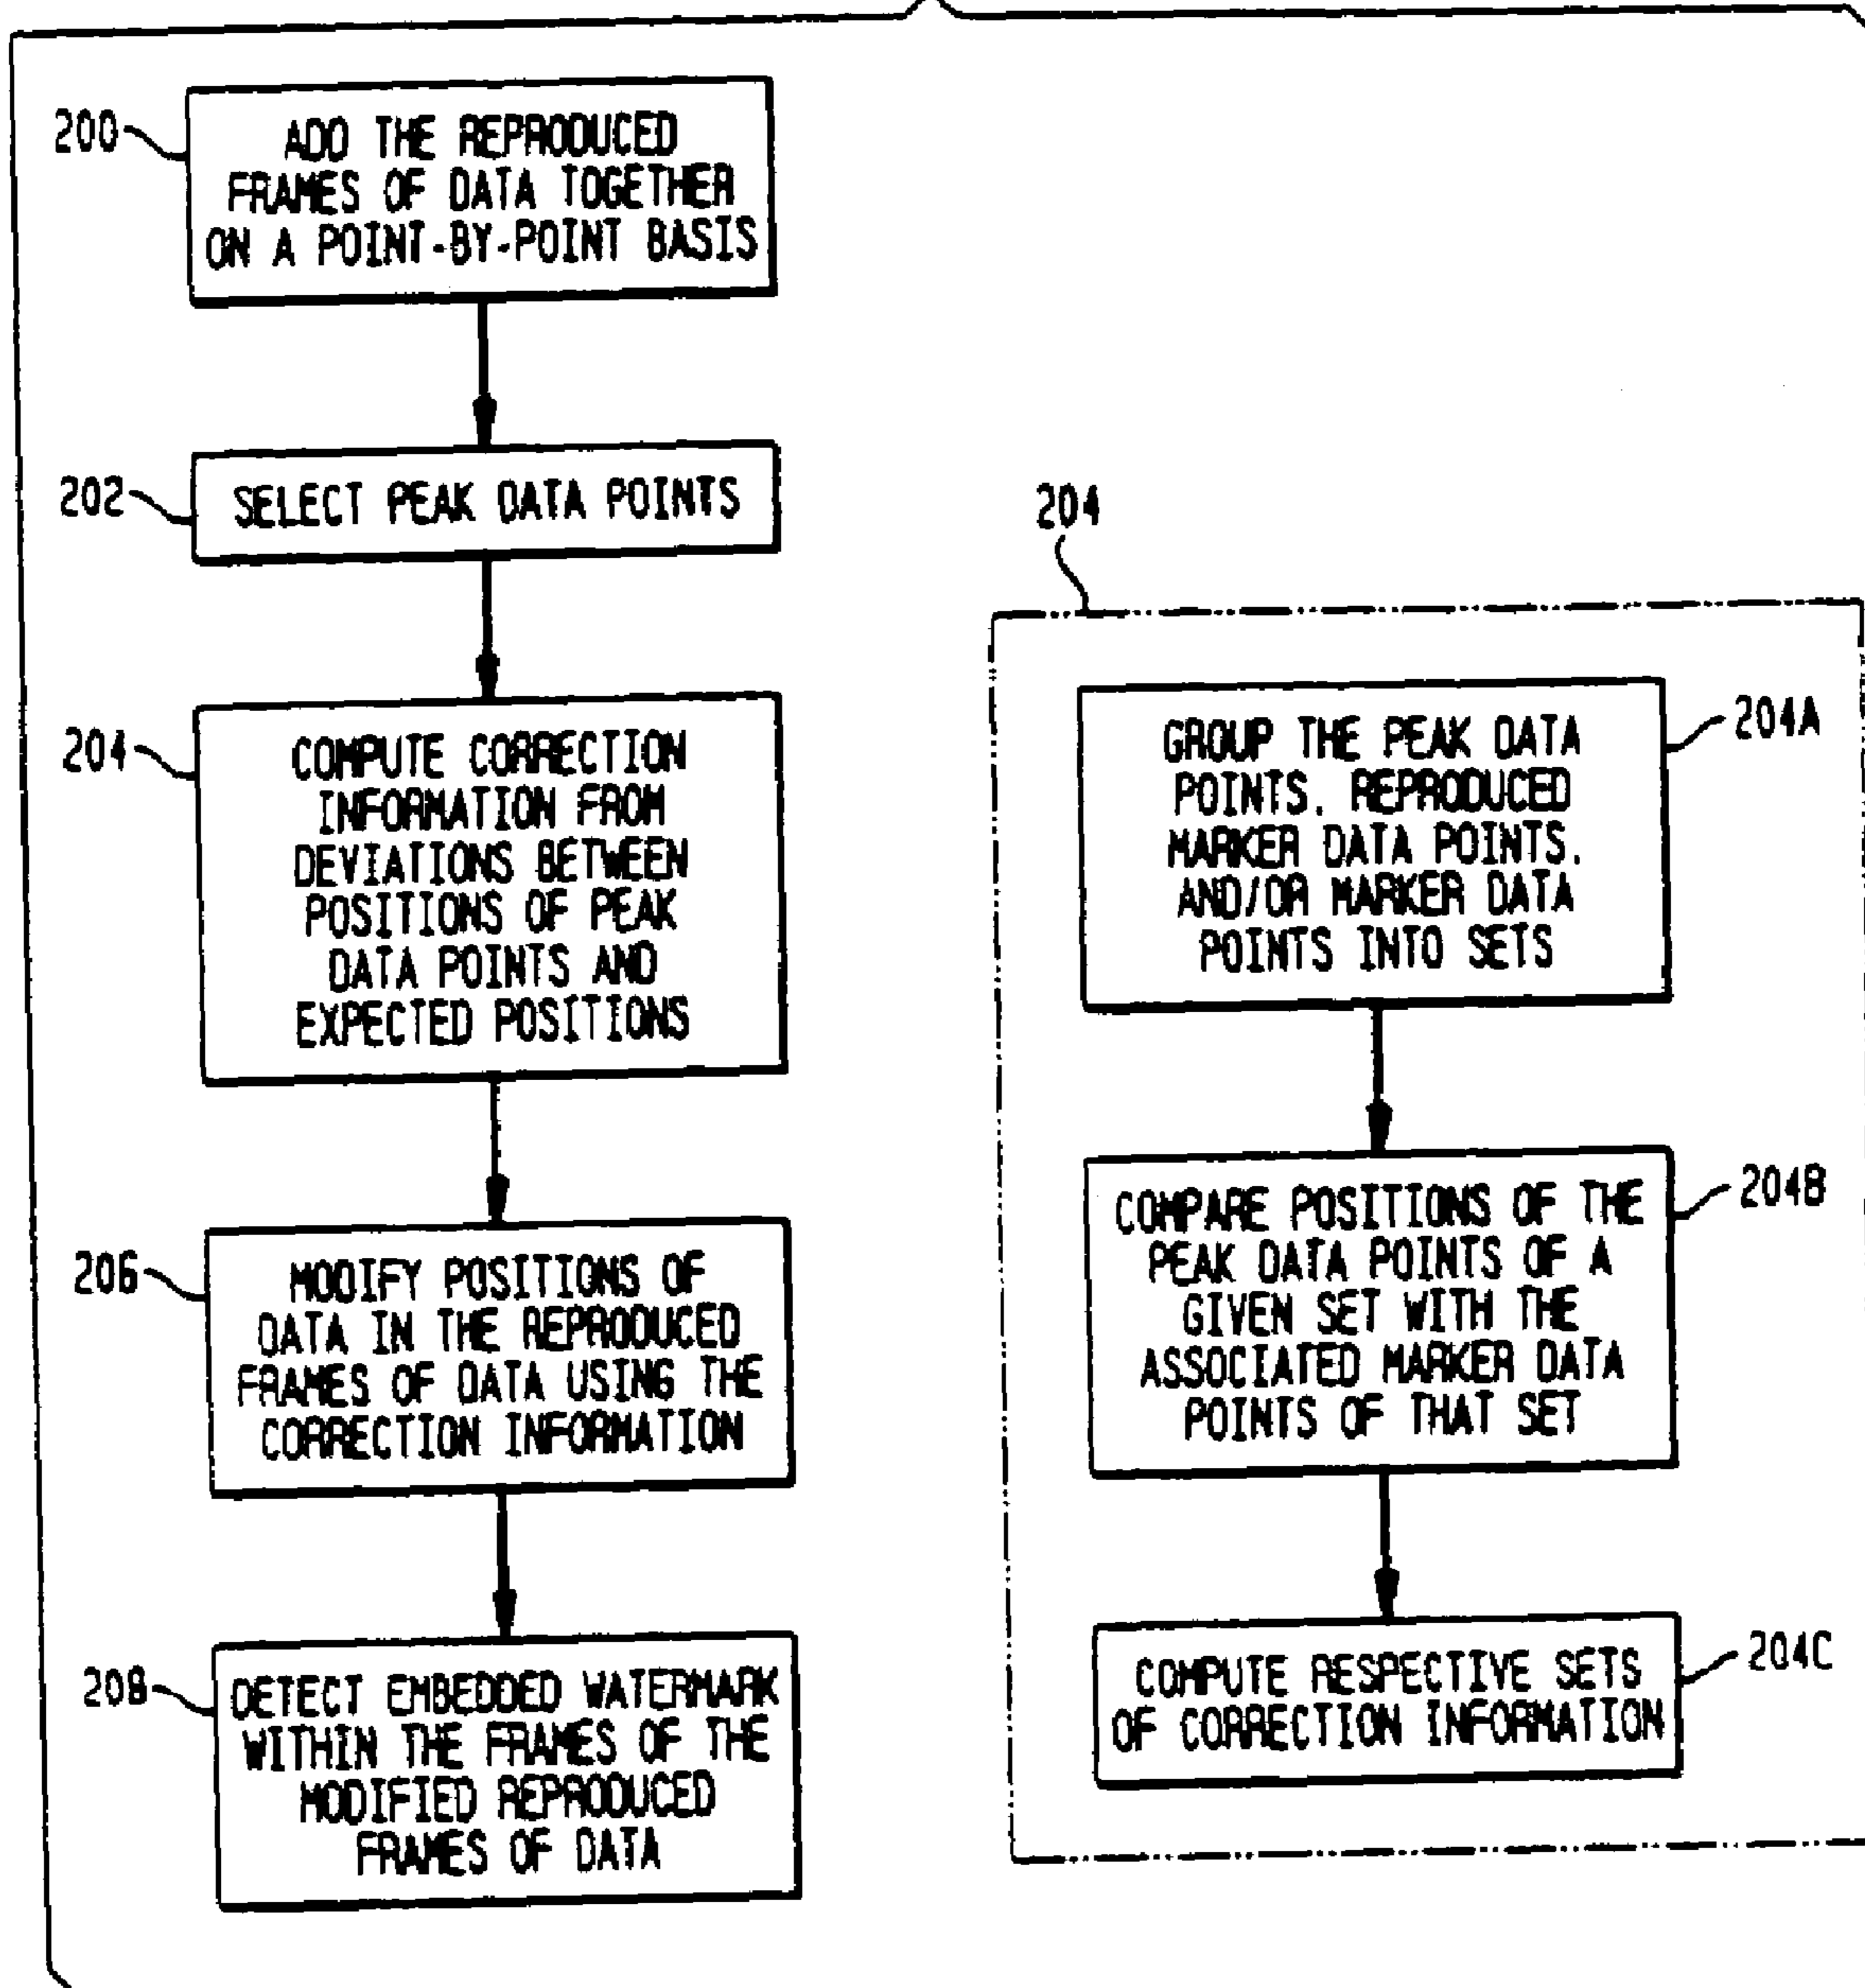 200
ADD THE REPRODUCED
FRAMES OF DATA TOGETHER
ON A POINT-BY-POINT BASIS
202
SELECT PEAK DATA POINTS
204
COMPUTE CORRECTION
INFORMATION FROM
DEVIATIONS BETWEEN
POSITIONS OF PEAK
DATA POINTS AND
EXPECTED POSITIONS
206
MODIFY POSITIONS OF
DATA IN THE REPRODUCED
FRAMES OF DATA USING THE
CORRECTION INFORMATION
208
DETECT EMBEDDED WATERMARK
WITHIN THE FRAMES OF THE
MODIFIED REPRODUCED
FRAMES OF DATA
204
204A
GROUP THE PEAK DATA
POINTS, REPRODUCED
MARKER DATA POINTS,
AND/OR MARKER DATA
POINTS INTO SETS
204B
COMPARE POSITIONS OF THE
PEAK DATA POINTS OF A
GIVEN SET WITH THE
ASSOCIATED MARKER DATA
POINTS OF THAT SET
204C
COMPUTE RESPECTIVE SETS
OF CORRECTION INFORMATION